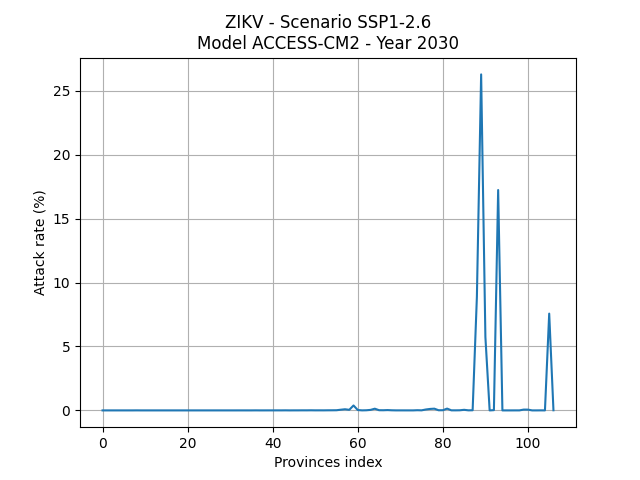 ZIKV - Scenario SSP1-2.6
Model ACCESS-CM2 - Year 2030
25
20
15
10
5
0
Attack rate (%)
0 20 40 60 80 100
Provinces index